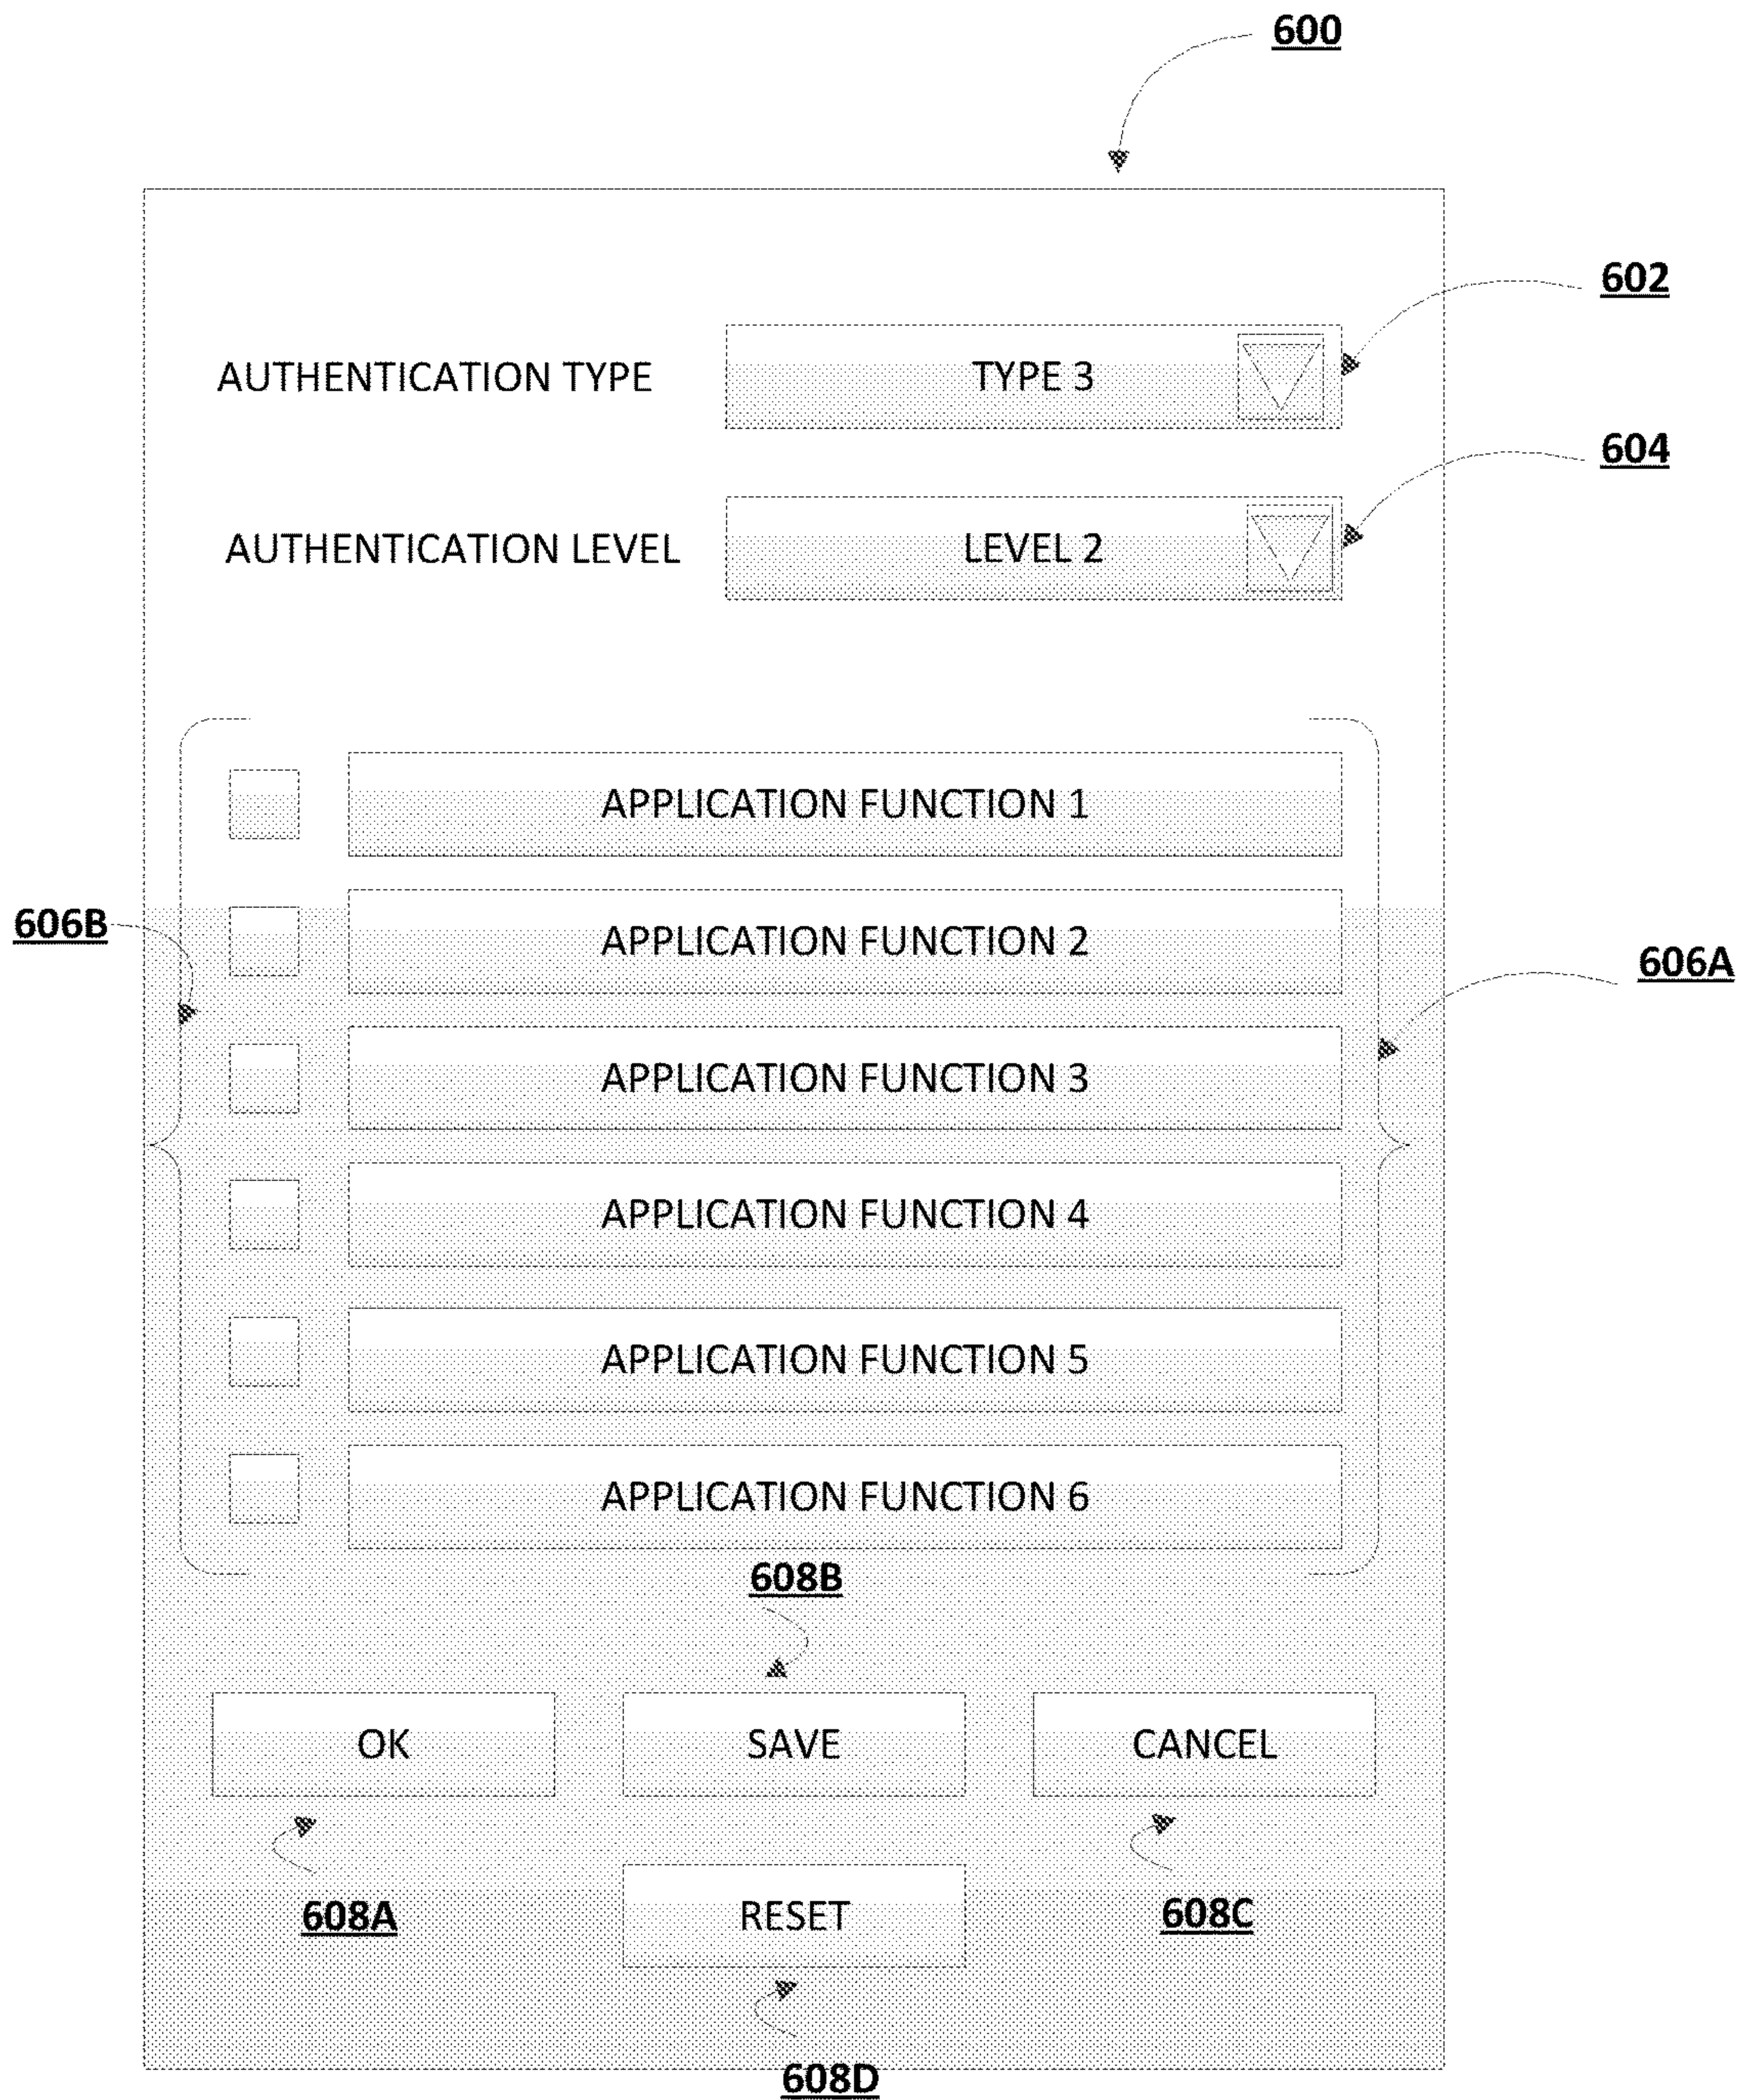 600
602
AUTHENTICATION TYPE TYPE 3
604
AUTHENTICATION LEVEL LEVEL 2
APPLICATION FUNCTION 1
606B
APPLICATION FUNCTION 2
606A
APPLICATION FUNCTION 3
APPLICATION FUNCTION 4
APPLICATION FUNCTION 5
APPLICATION FUNCTION 6
608B
OK SAVE CANCEL
608A RESET 608C
608D